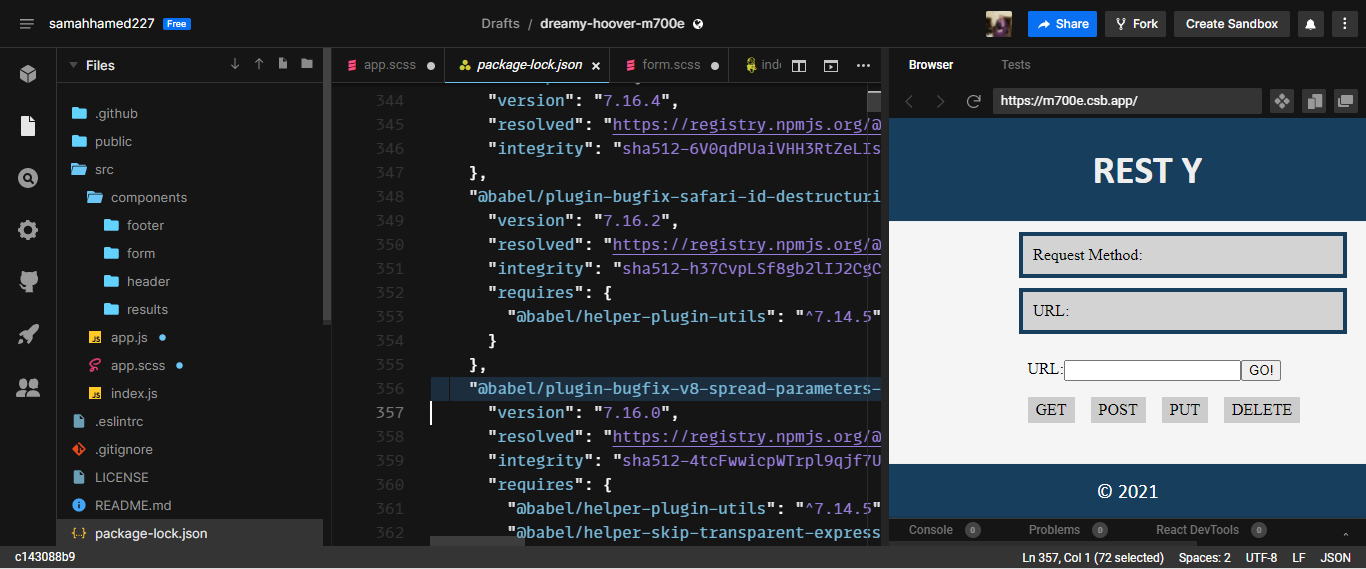 samahhamed227 Free
Drafts / dreamy-hoover-m700e
Share
Fork
Create Sandbox
Files
.github
public
src
components
footer
form
header
results
app.js
app.scss
index.js
.eslintrc
.gitignore
LICENSE
README.md
package-lock.json
app.scss
package-lock.json
form.scss
344 "version": "7.16.4",
345 "resolved": "https://registry.npmjs.org/@
346 "integrity": "sha512-6V0qdPUaiVHH3RtZeLIs
347 },
348 "@babel/plugin-bugfix-safari-id-destructuri
349 "version": "7.16.2",
350 "resolved": "https://registry.npmjs.org/@
351 "integrity": "sha512-h37CvpLSf8gb2lIJ2CgC
352 "requires": {
353 "@babel/helper-plugin-utils": "^7.14.5"
354 }
355 },
356 "@babel/plugin-bugfix-v8-spread-parameters-
357 "version": "7.16.0",
358 "resolved": "https://registry.npmjs.org/@
359 "integrity": "sha512-4tcFwwicpWTrpl9qjf7U
360 "requires": {
361 "@babel/helper-plugin-utils": "^7.14.5"
362 "@babel/helper-skip-transparent-express
Browser
Tests
https://m700e.csb.app/
REST Y
Request Method:
URL:
URL: GO!
GET POST PUT DELETE
© 2021
Console 0
Problems 0
React DevTools 0
c143088b9
Ln 357, Col 1 (72 selected) Spaces: 2 UTF-8 LF JSON